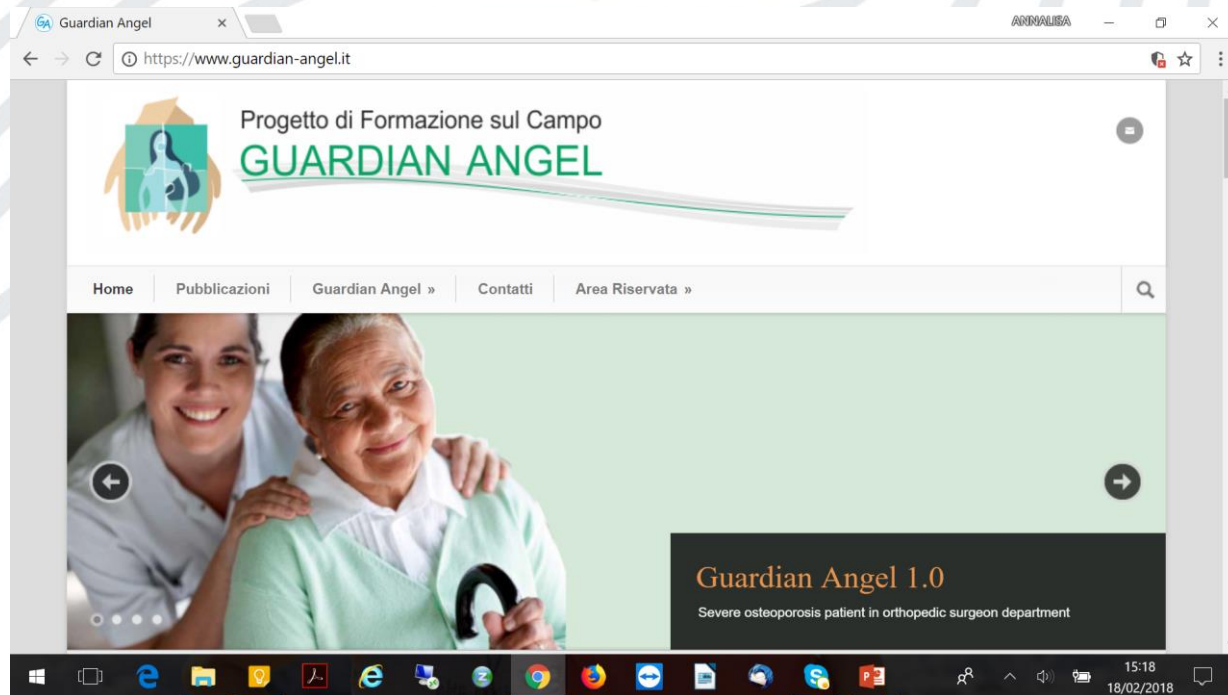 GA Guardian Angel
ANNALISA
https://www.guardian-angel.it
Progetto di Formazione sul Campo
GUARDIAN ANGEL
Home Pubblicazioni Guardian Angel » Contatti Area Riservata »
Guardian Angel 1.0
Severe osteoporosis patient in orthopedic surgeon department
15:18
18/02/2018